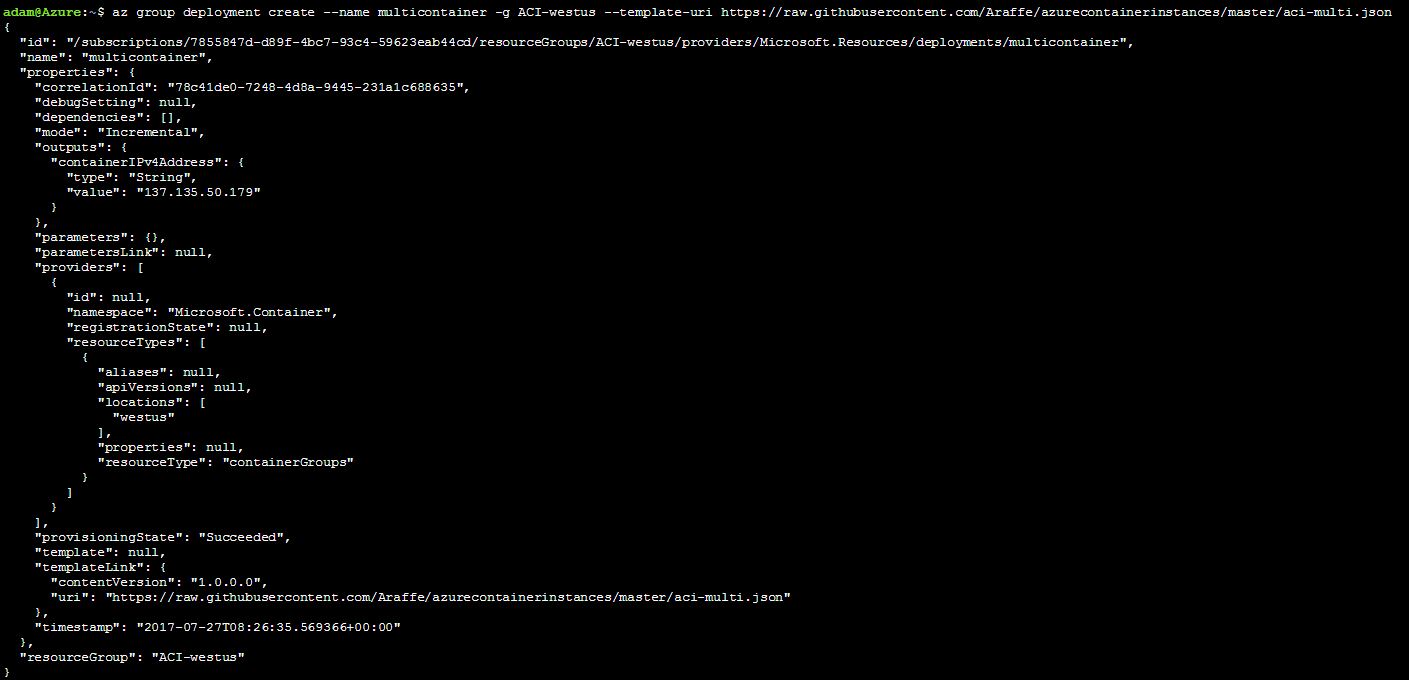 adam@Azure:~$ az group deployment create --name multicontainer -g ACI-westus --template-uri https://raw.githubusercontent.com/Araffe/azurecontainerinstances/master/aci-multi.json
{
  "id": "/subscriptions/7855847d-d89f-4bc7-93c4-59623eab44cd/resourceGroups/ACI-westus/providers/Microsoft.Resources/deployments/multicontainer",
  "name": "multicontainer",
  "properties": {
    "correlationId": "78c41de0-7248-4d8a-9445-231a1c688635",
    "debugSetting": null,
    "dependencies": [],
    "mode": "Incremental",
    "outputs": {
      "containerIPv4Address": {
        "type": "String",
        "value": "137.135.50.179"
      }
    },
    "parameters": {},
    "parametersLink": null,
    "providers": [
      {
        "id": null,
        "namespace": "Microsoft.Container",
        "registrationState": null,
        "resourceTypes": [
          {
            "aliases": null,
            "apiVersions": null,
            "locations": [
              "westus"
            ],
            "properties": null,
            "resourceType": "containerGroups"
          }
        ]
      }
    ],
    "provisioningState": "Succeeded",
    "template": null,
    "templateLink": {
      "contentVersion": "1.0.0.0",
      "uri": "https://raw.githubusercontent.com/Araffe/azurecontainerinstances/master/aci-multi.json"
    },
    "timestamp": "2017-07-27T08:26:35.569366+00:00"
  },
  "resourceGroup": "ACI-westus"
}